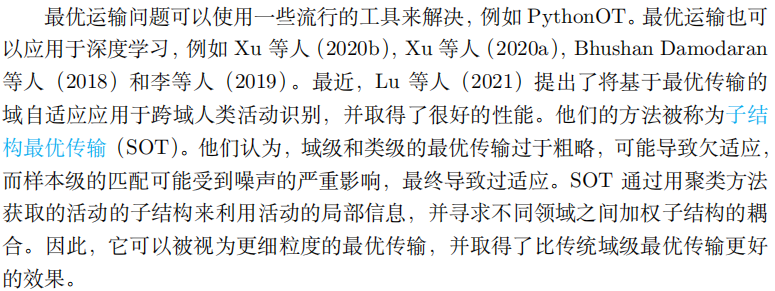 最优运输问题可以使用一些流行的工具来解决，例如 PythonOT。最优运输也可
以应用于深度学习，例如 Xu 等人（2020b），Xu 等人（2020a），Bhushan Damodaran
等人（2018）和李等人（2019）。最近，Lu 等人（2021）提出了将基于最优传输的
域自适应应用于跨域人类活动识别，并取得了很好的性能。他们的方法被称为子结
构最优传输（SOT）。他们认为，域级和类级的最优传输过于粗略，可能导致欠适应，
而样本级的匹配可能受到噪声的严重影响，最终导致过适应。SOT 通过用聚类方法
获取的活动的子结构来利用活动的局部信息，并寻求不同领域之间加权子结构的耦
合。因此，它可以被视为更细粒度的最优传输，并取得了比传统域级最优传输更好
的效果。